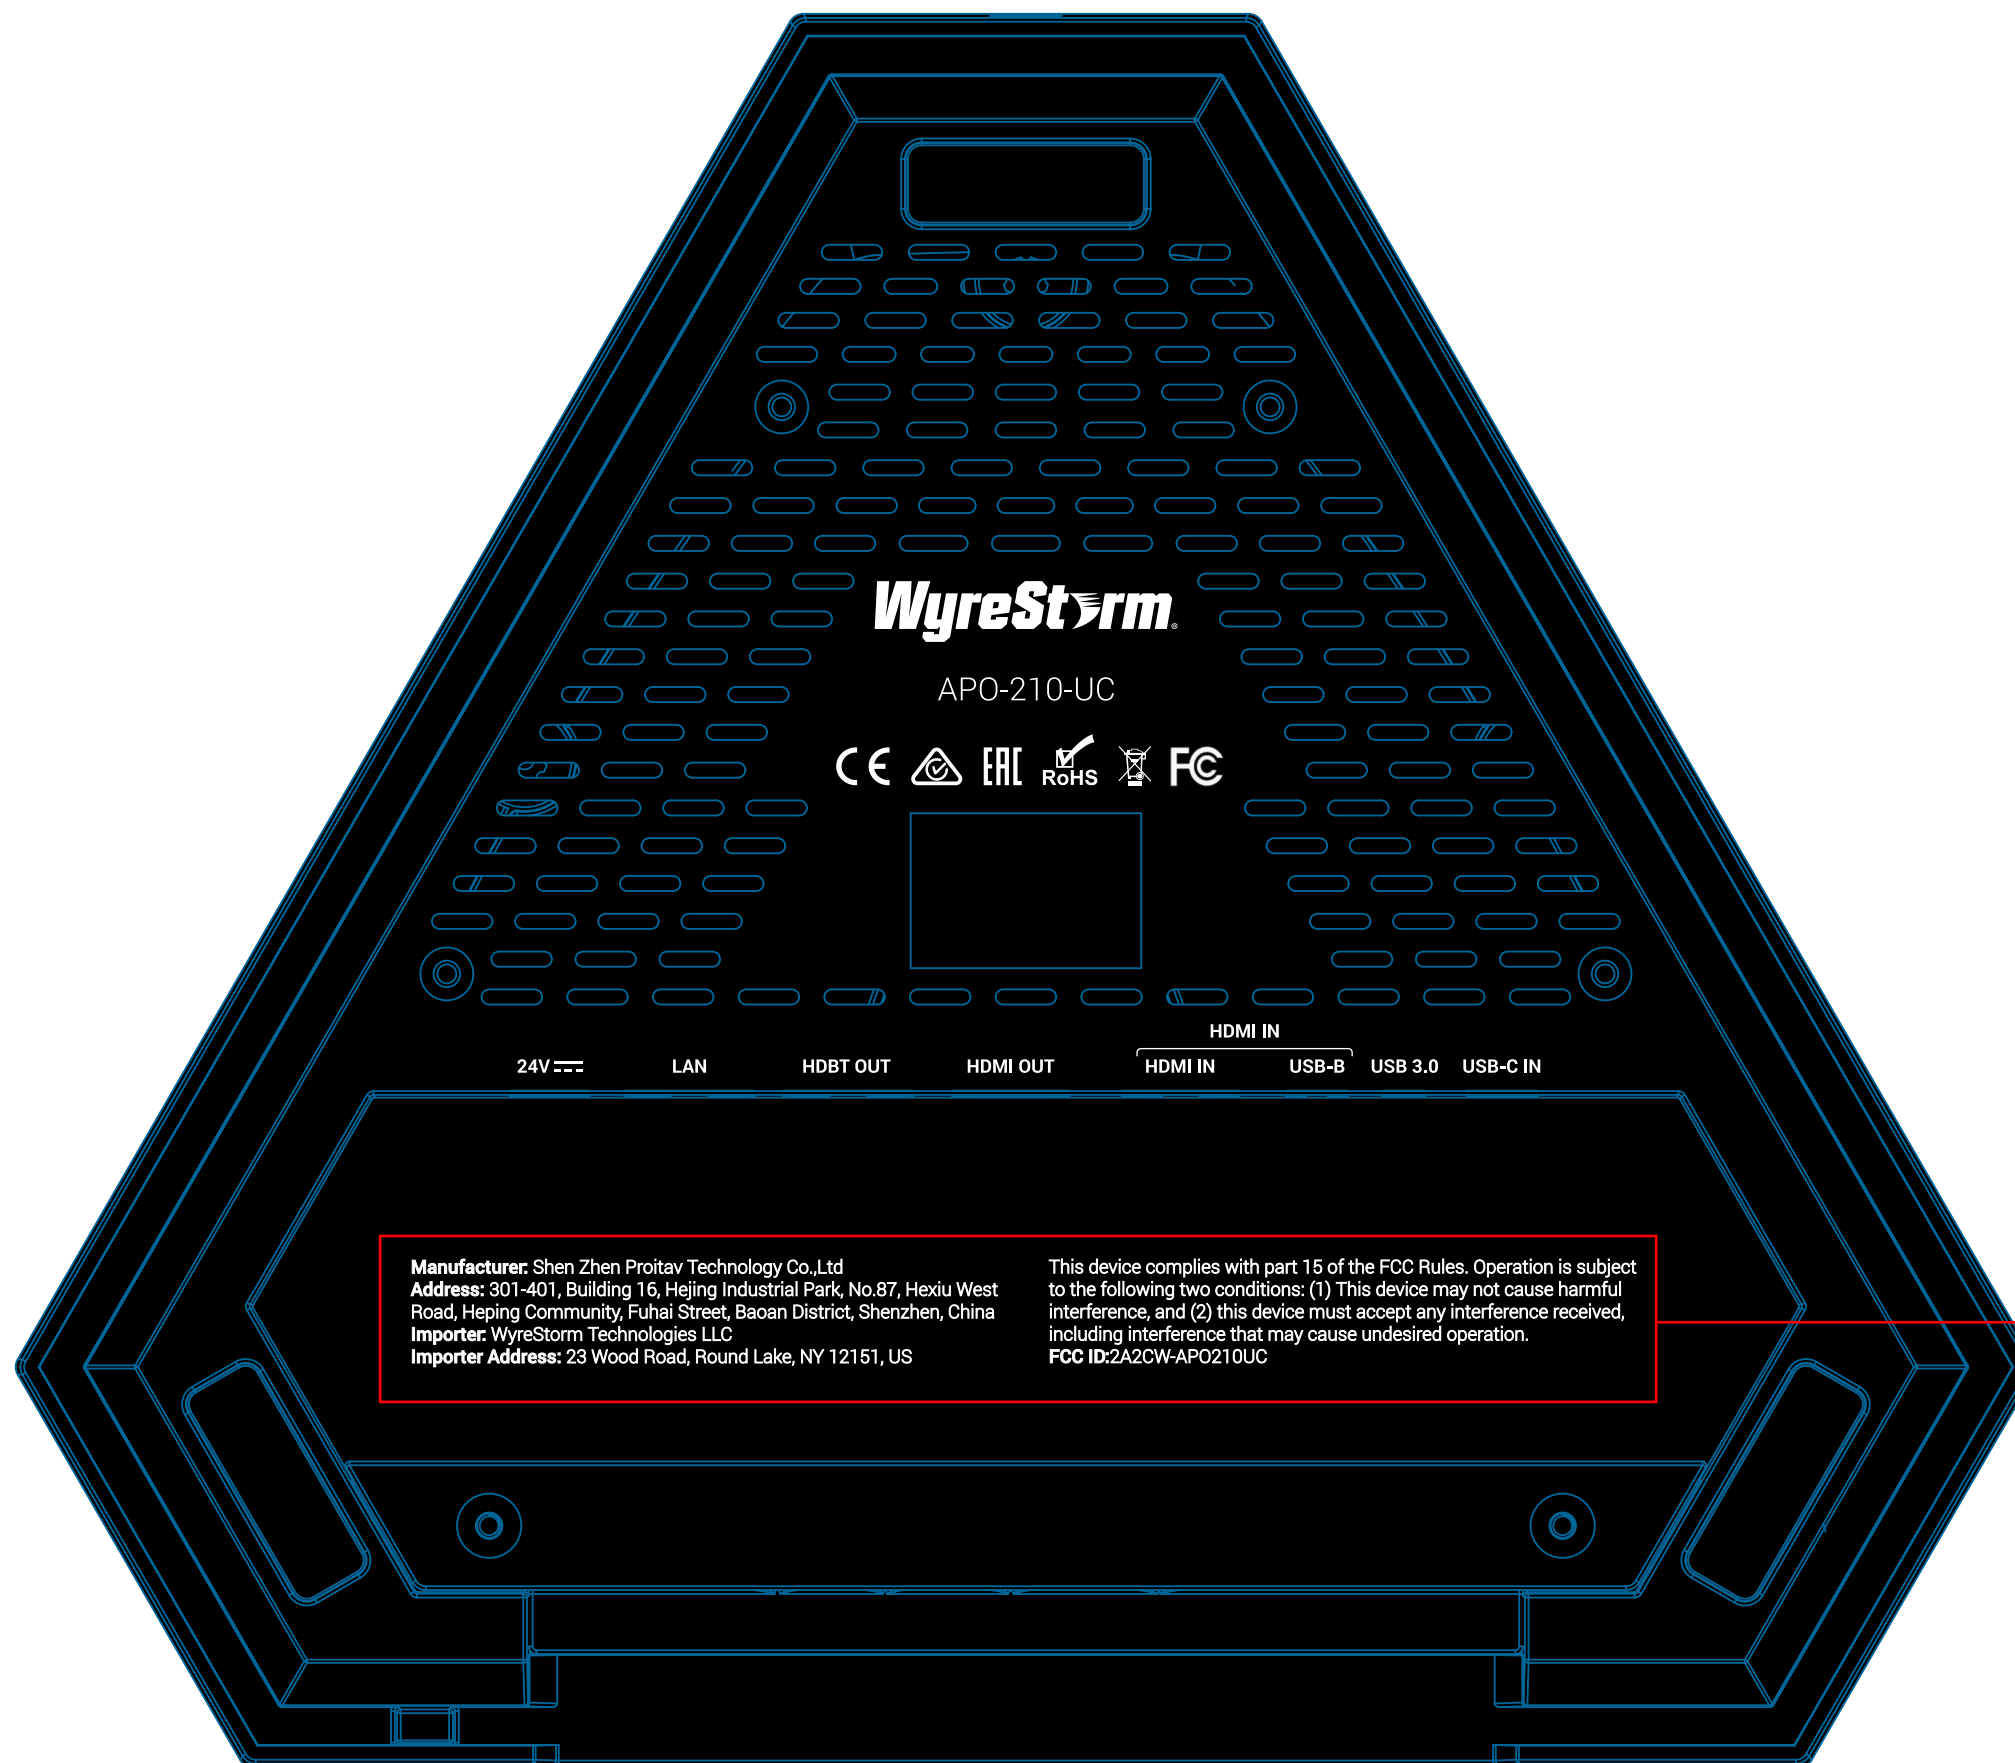 WyreStorm®
APO-210-UC
CE EAC RoHS FC
HDMI IN
24V LAN HDBT OUT HDMI OUT HDMI IN USB-B USB 3.0 USB-C IN
Manufacturer: Shen Zhen Proitav Technology Co.,Ltd
Address: 301-401, Building 16, Hejing Industrial Park, No.87, Hexiu West
Road, Heping Community, Fuhai Street, Baoan District, Shenzhen, China
Importer: WyreStorm Technologies LLC
Importer Address: 23 Wood Road, Round Lake, NY 12151, US
This device complies with part 15 of the FCC Rules. Operation is subject
to the following two conditions: (1) This device may not cause harmful
interference, and (2) this device must accept any interference received,
including interference that may cause undesired operation.
FCC ID:2A2CW-APO210UC